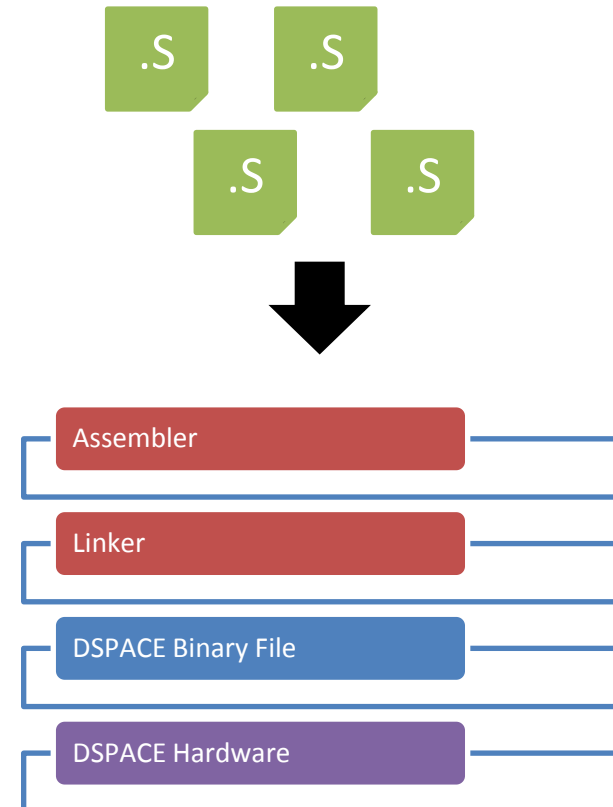 .S
.S
.S
.S
Assembler
Linker
DSPACE Binary File
DSPACE Hardware